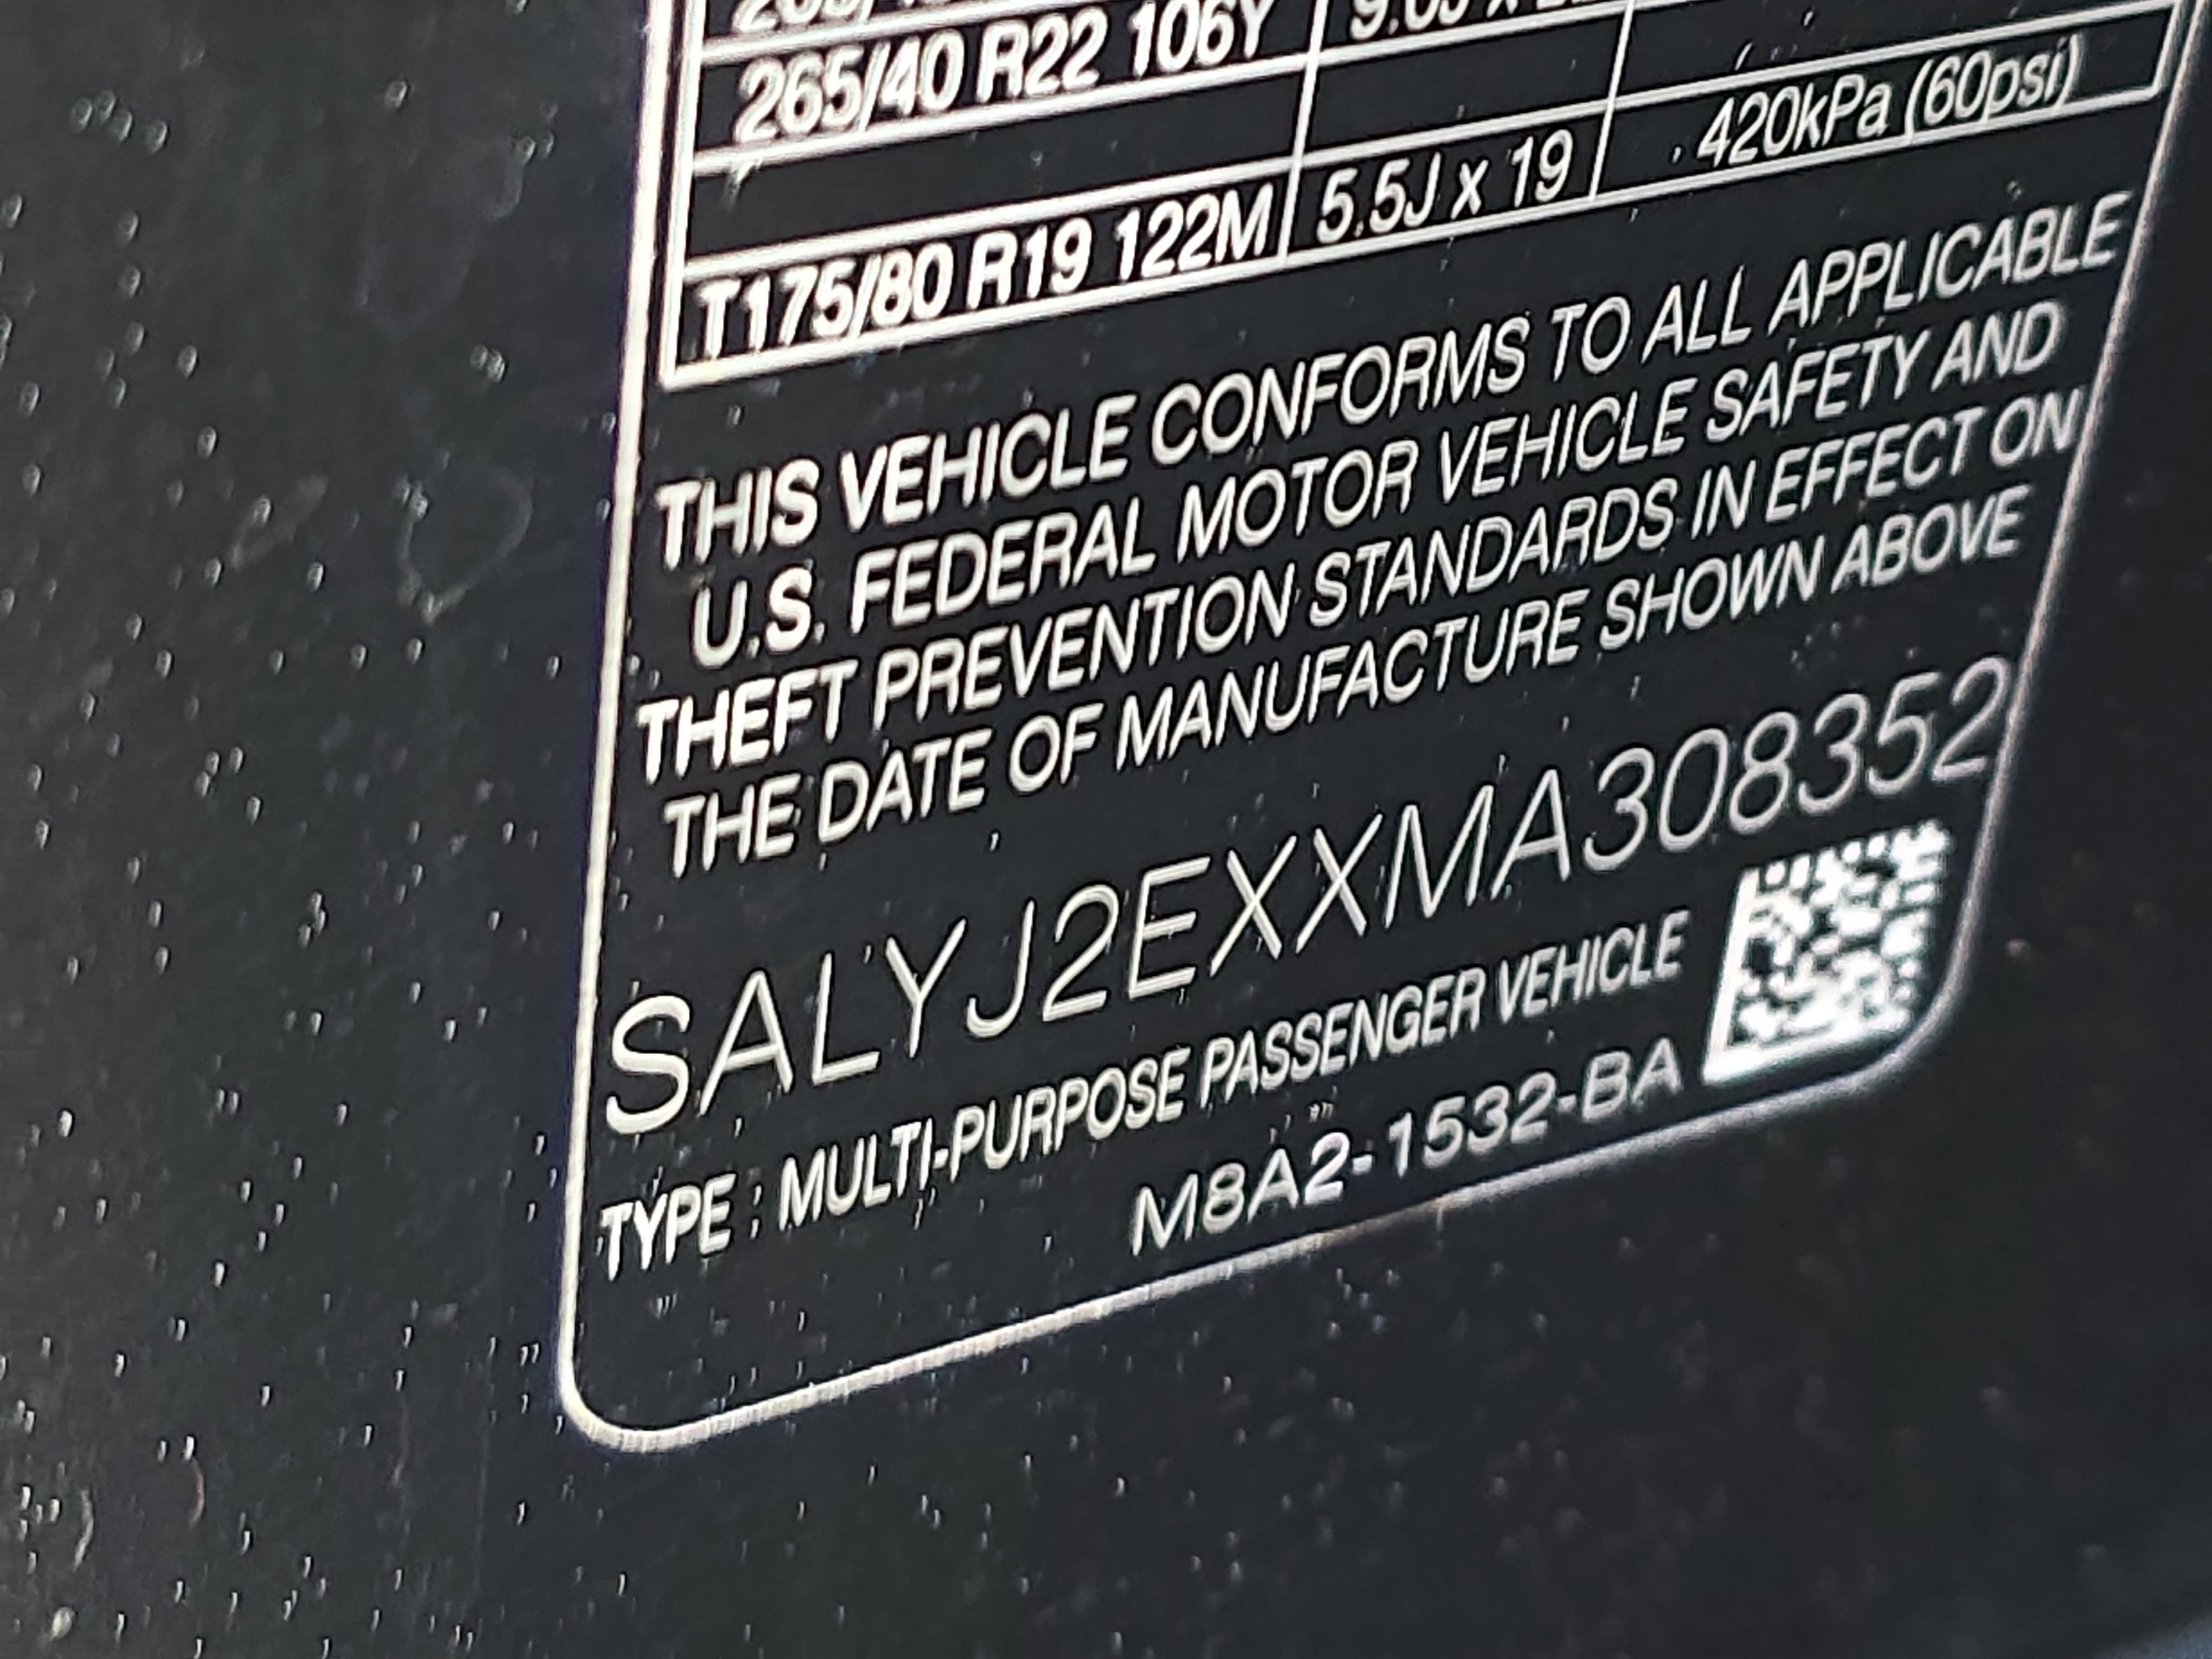 265/40 R22 106Y
T175/80 R19 122M 5.5J x 19 420kPa (60psi)
THIS VEHICLE CONFORMS TO ALL APPLICABLE
U.S. FEDERAL MOTOR VEHICLE SAFETY AND
THEFT PREVENTION STANDARDS IN EFFECT ON
THE DATE OF MANUFACTURE SHOWN ABOVE
SALYJ2EXXMA308352
TYPE : MULTI-PURPOSE PASSENGER VEHICLE
M8A2-1532-BA